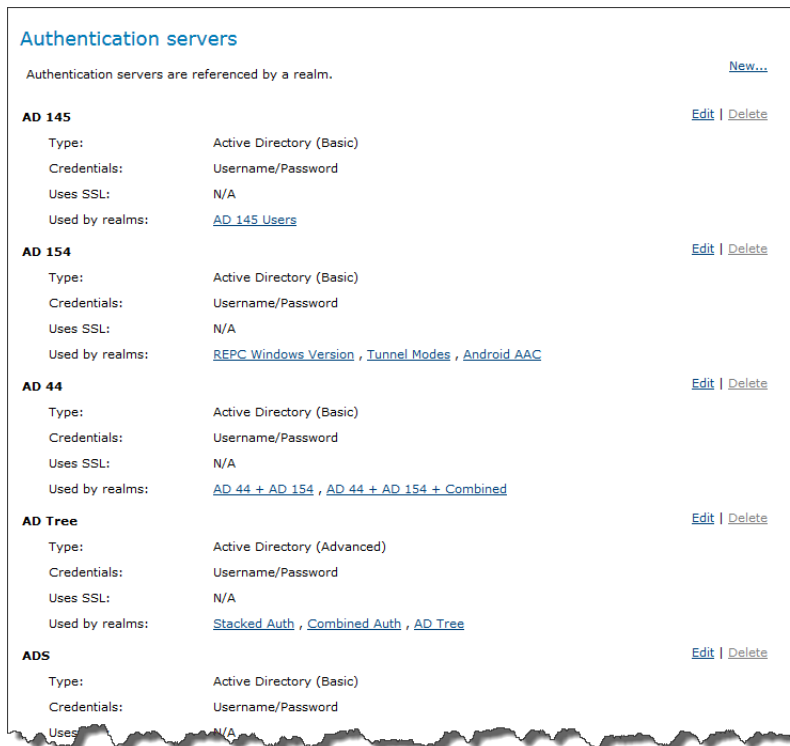 Authentication servers
New...
Authentication servers are referenced by a realm.
AD 145 Edit | Delete
Type: Active Directory (Basic)
Credentials: Username/Password
Uses SSL: N/A
Used by realms: AD 145 Users
AD 154 Edit | Delete
Type: Active Directory (Basic)
Credentials: Username/Password
Uses SSL: N/A
Used by realms: REPC Windows Version , Tunnel Modes , Android AAC
AD 44 Edit | Delete
Type: Active Directory (Basic)
Credentials: Username/Password
Uses SSL: N/A
Used by realms: AD 44 + AD 154 , AD 44 + AD 154 + Combined
AD Tree Edit | Delete
Type: Active Directory (Advanced)
Credentials: Username/Password
Uses SSL: N/A
Used by realms: Stacked Auth , Combined Auth , AD Tree
ADS Edit | Delete
Type: Active Directory (Basic)
Credentials: Username/Password
Uses N/A